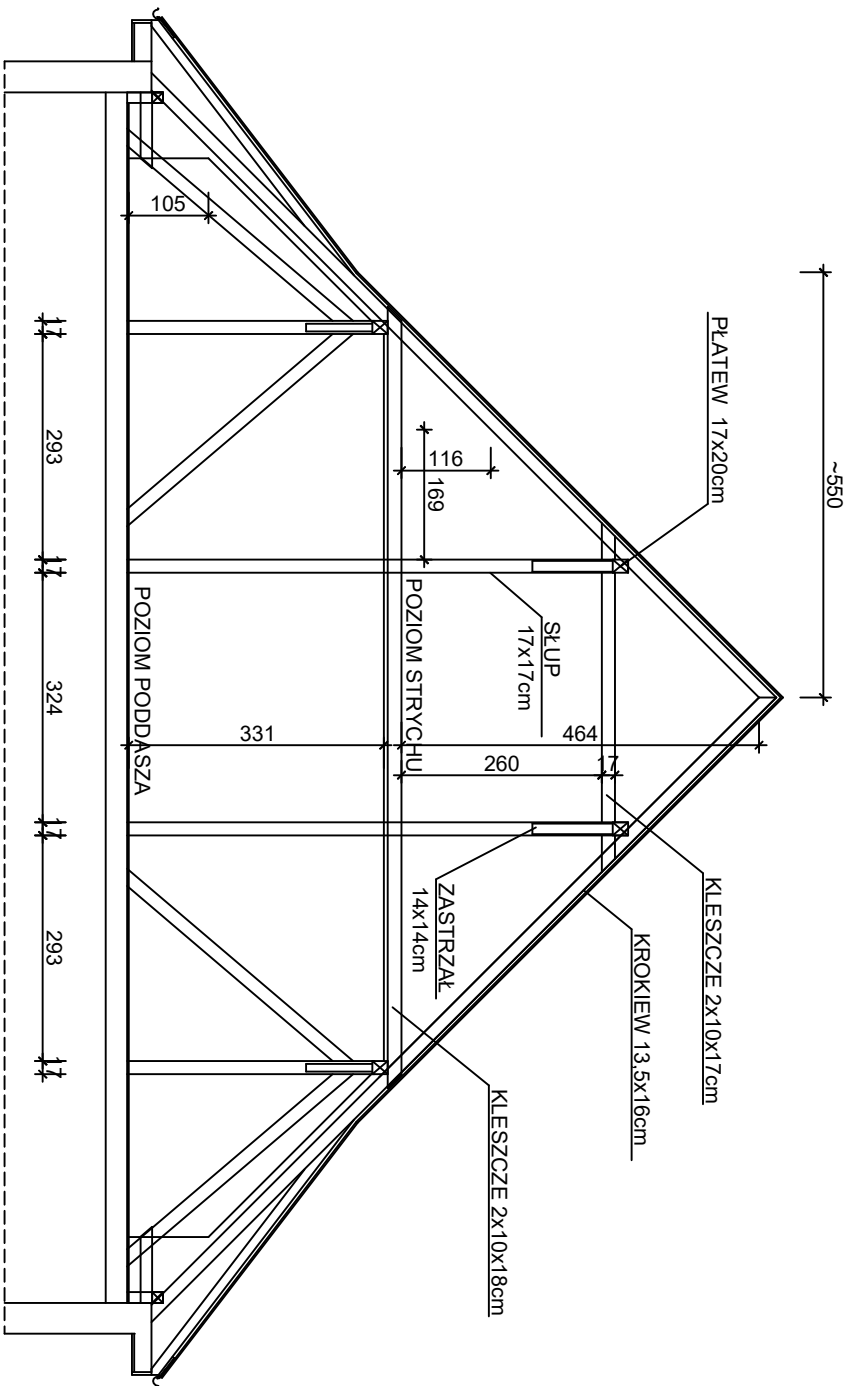 ~550
PŁATEW 17x20cm
KLESZCZE 2x10x17cm
KROKIEW 13,5x16cm
KLESZCZE 2x10x18cm
SŁUP
17x17cm
ZASTRZAŁ
14x14cm
464
260
17
116
169
POZIOM STRYCHU
331
105
POZIOM PODDASZA
17
293
17
324
17
293
17